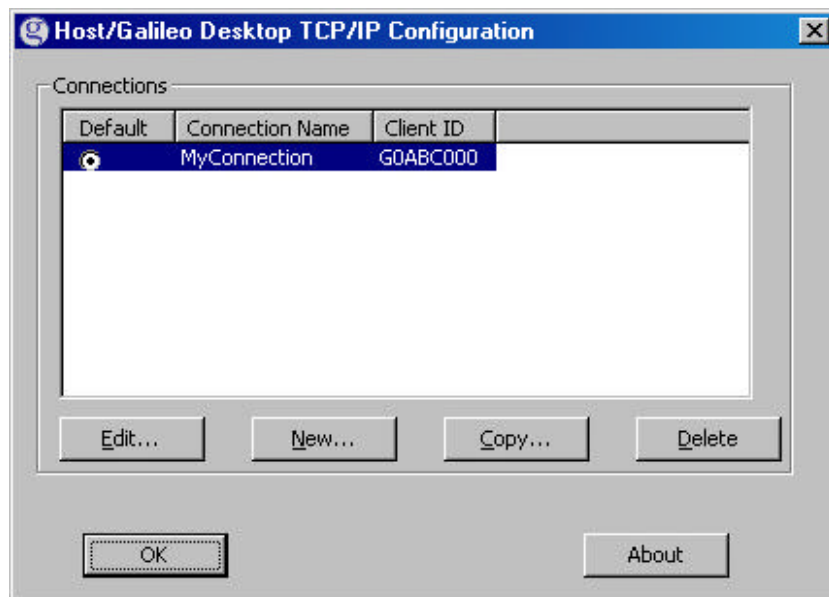 Host/Galileo Desktop TCP/IP Configuration
Connections
Default Connection Name Client ID
MyConnection G0ABC000
Edit... New... Copy... Delete
OK About